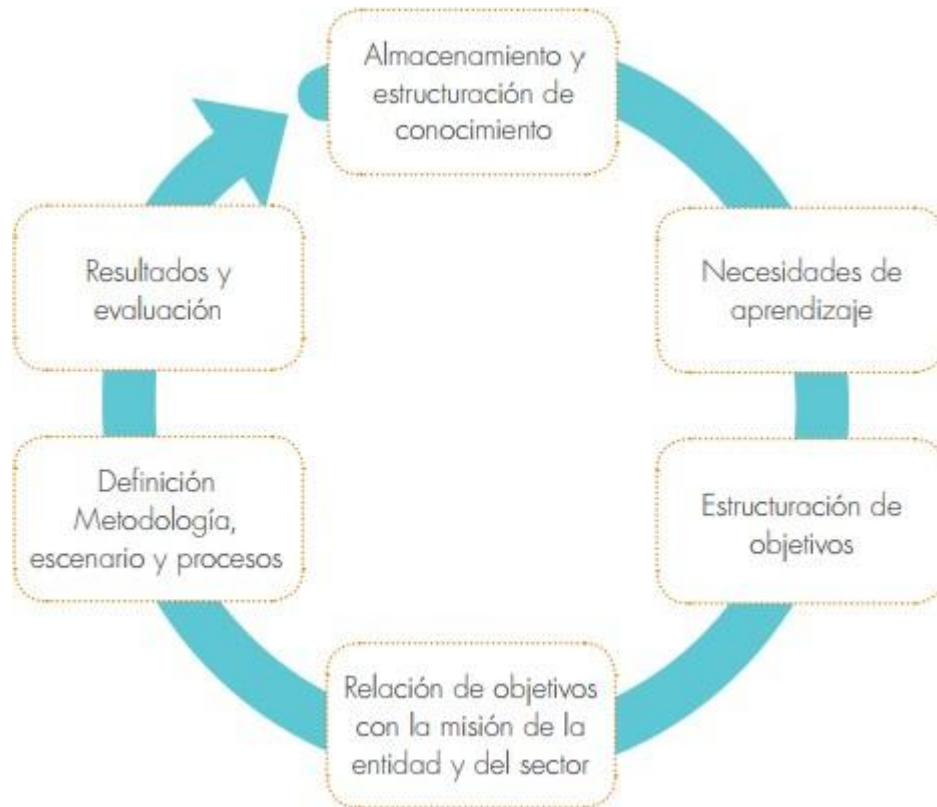 Almacenamiento y
estructuración de
conocimiento
Necesidades de
aprendizaje
Estructuración de
objetivos
Relación de objetivos
con la misión de la
entidad y del sector
Definición
Metodología,
escenario y procesos
Resultados y
evaluación